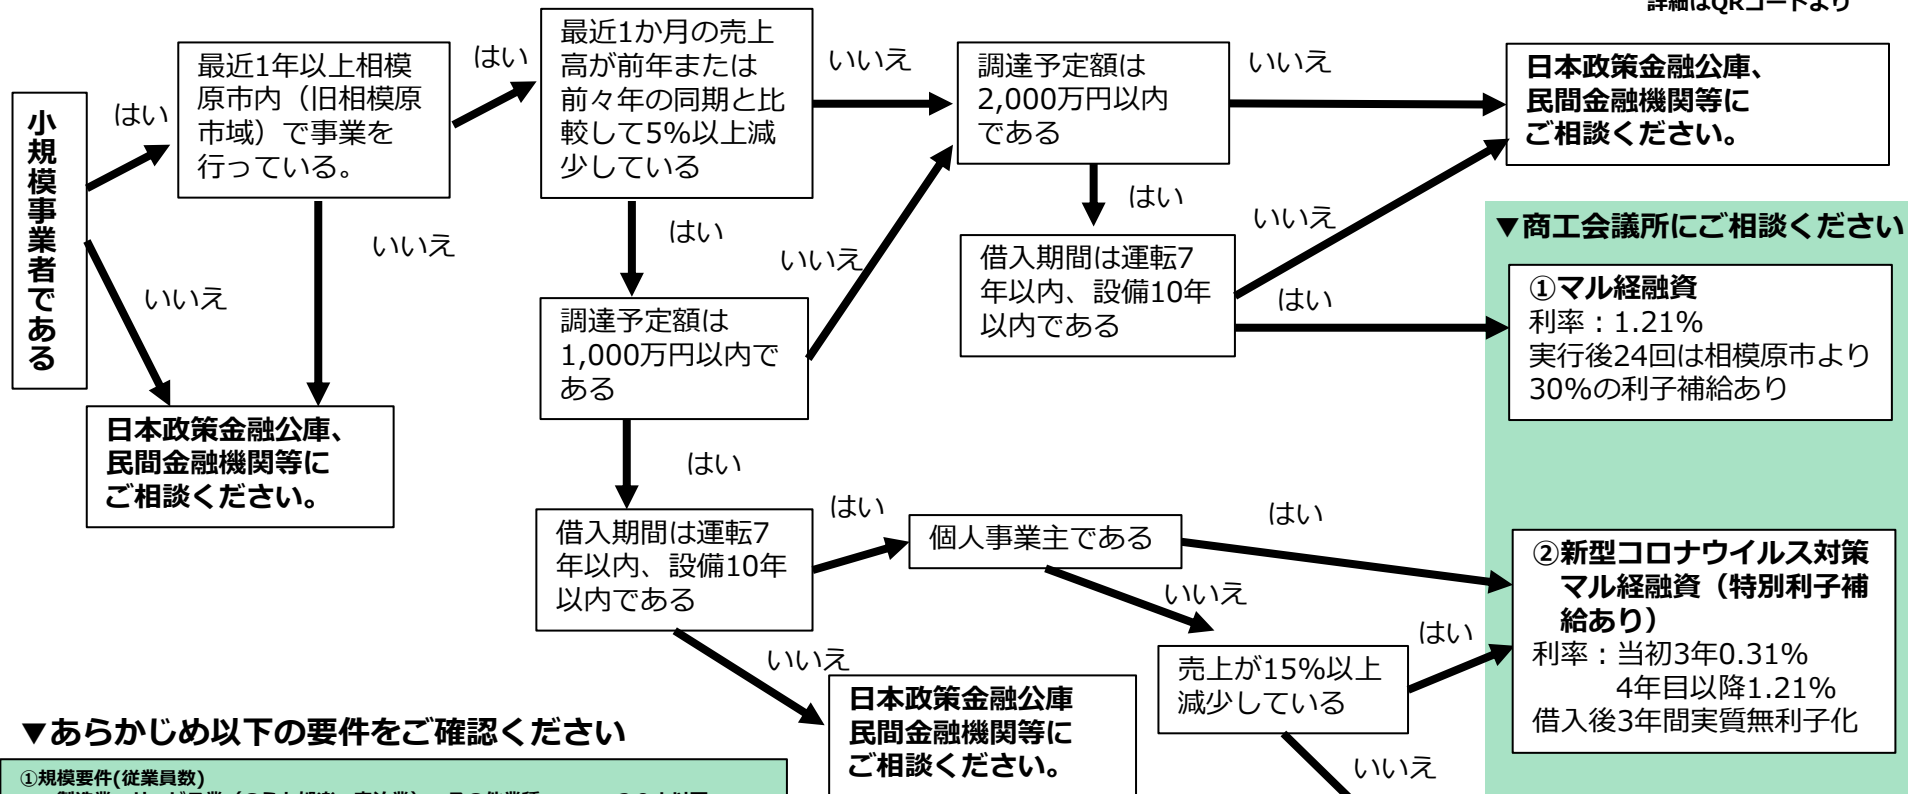 詳細はQRコードより
小規模事業者である
はい
いいえ
最近1年以上相模
原市内（旧相模原
市域）で事業を
行っている。
はい
いいえ
日本政策金融公庫、
民間金融機関等に
ご相談ください。
最近1か月の売上
高が前年または
前々年の同期と比
較して5%以上減
少している
いいえ
はい
調達予定額は
1,000万円以内で
ある
いいえ
はい
調達予定額は
2,000万円以内
である
いいえ
はい
借入期間は運転7
年以内、設備10年
以内である
いいえ
はい
日本政策金融公庫、
民間金融機関等に
ご相談ください。
▼商工会議所にご相談ください
①マル経融資
利率：1.21%
実行後24回は相模原市より
30%の利子補給あり
借入期間は運転7
年以内、設備10年
以内である
はい
いいえ
個人事業主である
はい
いいえ
売上が15%以上
減少している
はい
いいえ
②新型コロナウイルス対策
マル経融資（特別利子補
給あり）
利率：当初3年0.31%
4年目以降1.21%
借入後3年間実質無利子化
日本政策金融公庫
民間金融機関等に
ご相談ください。
▼あらかじめ以下の要件をご確認ください
①規模要件(従業員数)